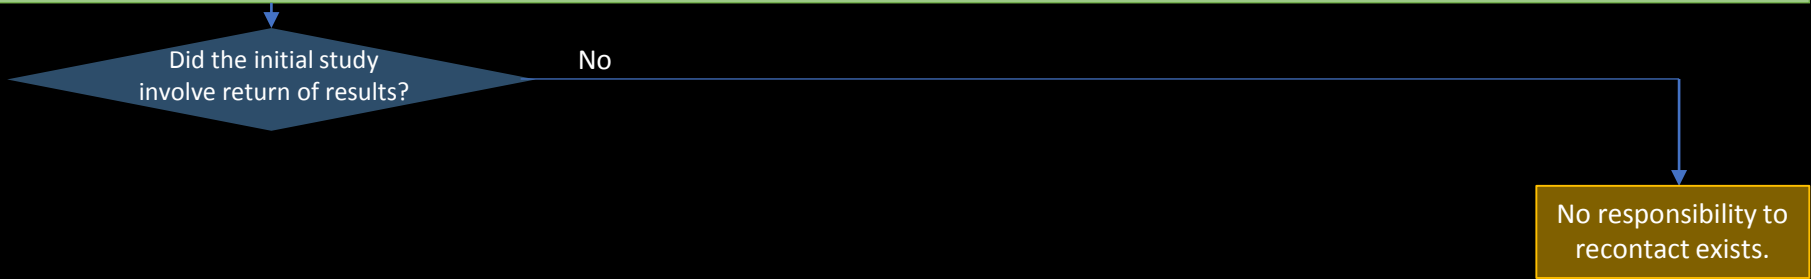 Did the initial study
involve return of results?
No
No responsibility to
recontact exists.